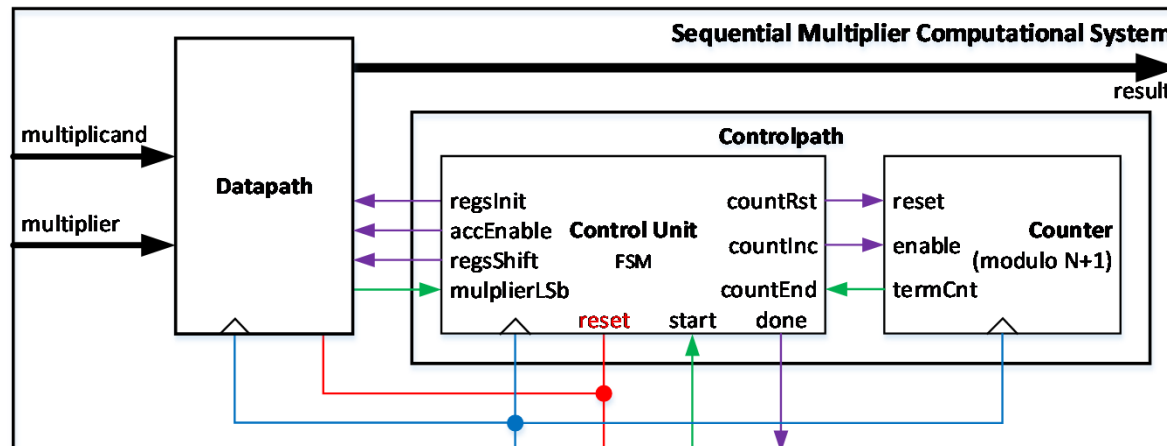 Sequential Multiplier Computational System
result
multiplicand
Controlpath
Datapath
regsInit
countRst
reset
multiplier
accEnable
Control Unit
countInc
enable
Counter
regsShift
FSM
(modulo N+1)
mulplierLSb
countEnd
termCnt
reset
start
done